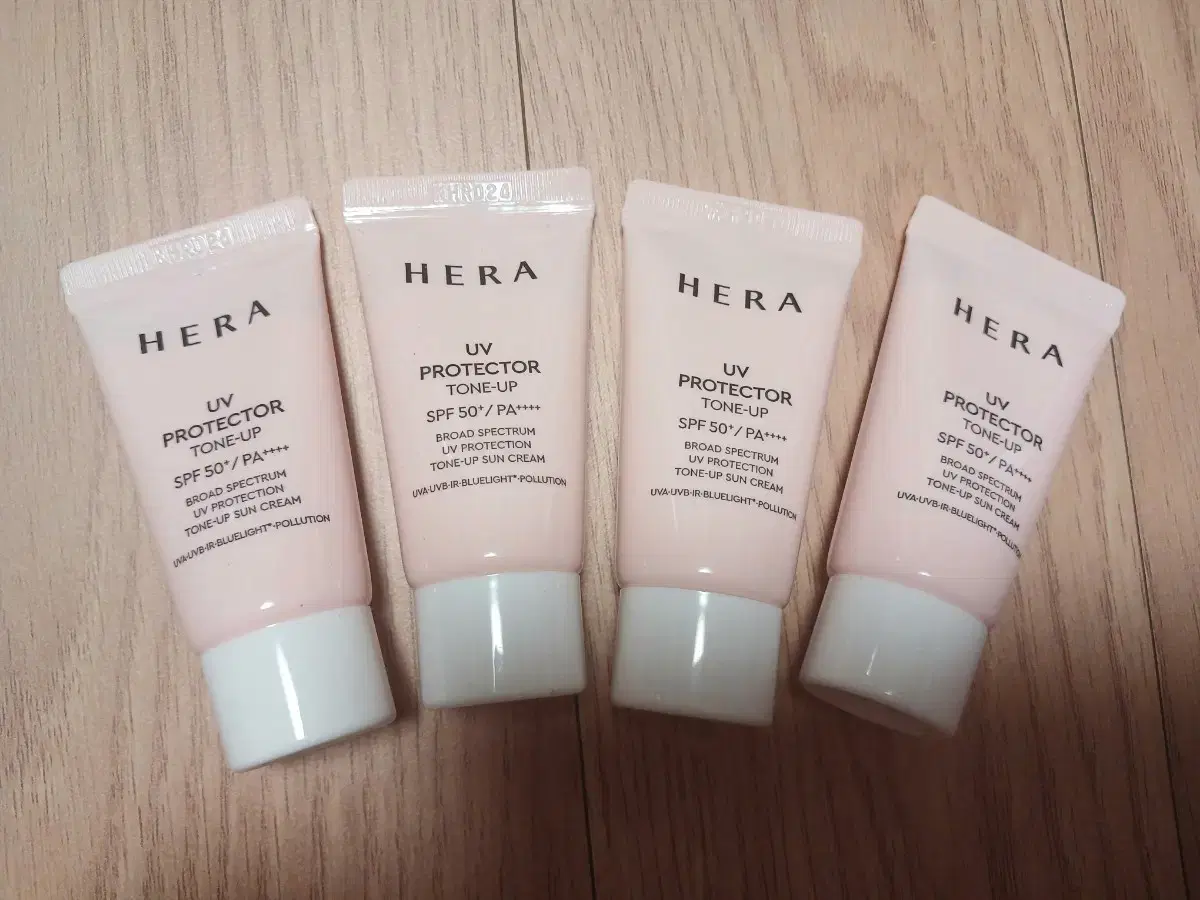 HERA
UV
PROTECTOR
TONE-UP
SPF 50⁺/ PA⁺⁺⁺⁺
BROAD SPECTRUM
UV PROTECTION
TONE-UP SUN CREAM
UVA·UVB·IR·BLUELIGHT*·POLLUTION
HERA
UV
PROTECTOR
TONE-UP
SPF 50⁺/ PA⁺⁺⁺⁺
BROAD SPECTRUM
UV PROTECTION
TONE-UP SUN CREAM
UVA·UVB·IR·BLUELIGHT*·POLLUTION
HERA
UV
PROTECTOR
TONE-UP
SPF 50⁺/ PA⁺⁺⁺⁺
BROAD SPECTRUM
UV PROTECTION
TONE-UP SUN CREAM
UVA·UVB·IR·BLUELIGHT*·POLLUTION
HERA
UV
PROTECTOR
TONE-UP
SPF 50⁺/ PA⁺⁺⁺⁺
BROAD SPECTRUM
UV PROTECTION
TONE-UP SUN CREAM
UVA·UVB·IR·BLUELIGHT*·POLLUTION